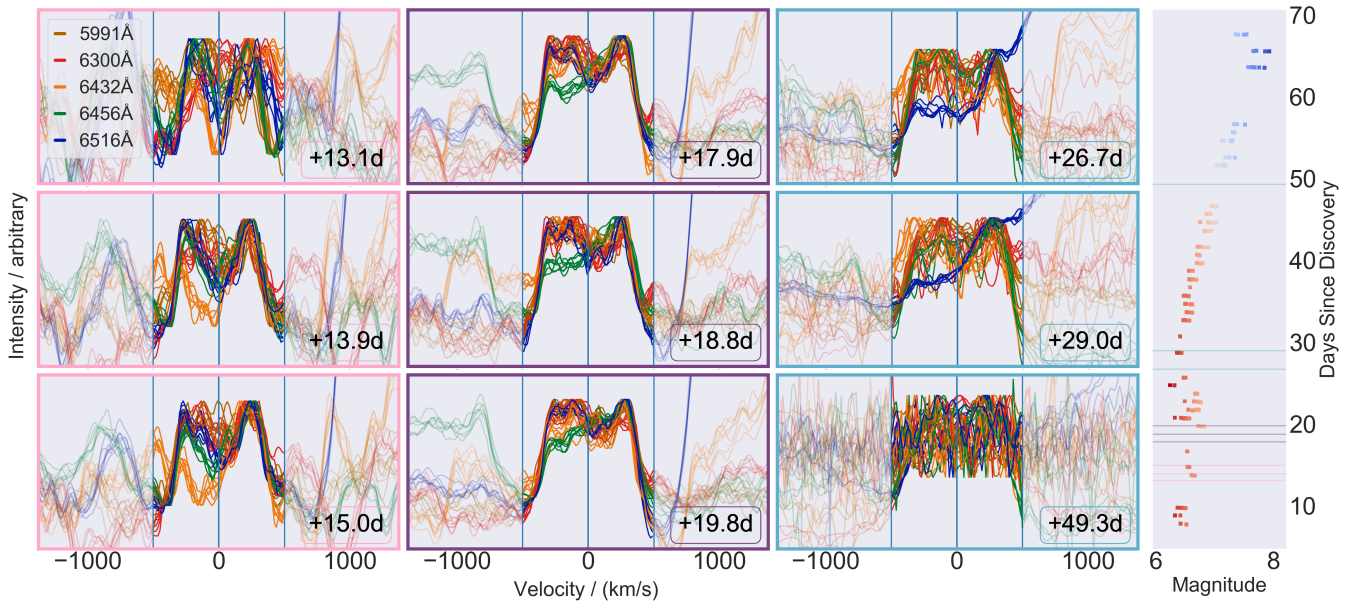 5991Å
6300Å
6432Å
6456Å
6516Å
+13.1d
+17.9d
+26.7d
+13.9d
+18.8d
+29.0d
+15.0d
+19.8d
+49.3d
Intensity / arbitrary
−1000 0 1000 −1000 0 1000 −1000 0 1000
Velocity / (km/s)
70
60
50
40
30
20
10
Days Since Discovery
6 8
Magnitude